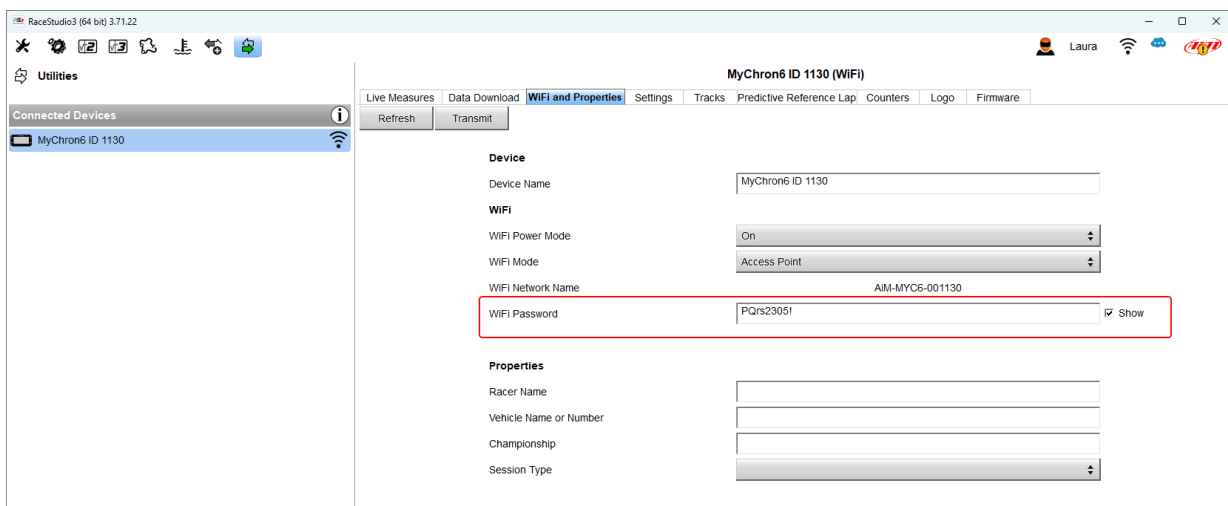 RaceStudio3 (64 bit) 3.71.22
Laura
Utilities
MyChron6 ID 1130 (WiFi)
Live Measures Data Download WiFi and Properties Settings Tracks Predictive Reference Lap Counters Logo Firmware
Connected Devices
Refresh Transmit
MyChron6 ID 1130
Device
Device Name MyChron6 ID 1130
WiFi
WiFi Power Mode On
WiFi Mode Access Point
WiFi Network Name AiM-MYC6-001130
WiFi Password PQrs2305! Show
Properties
Racer Name
Vehicle Name or Number
Championship
Session Type